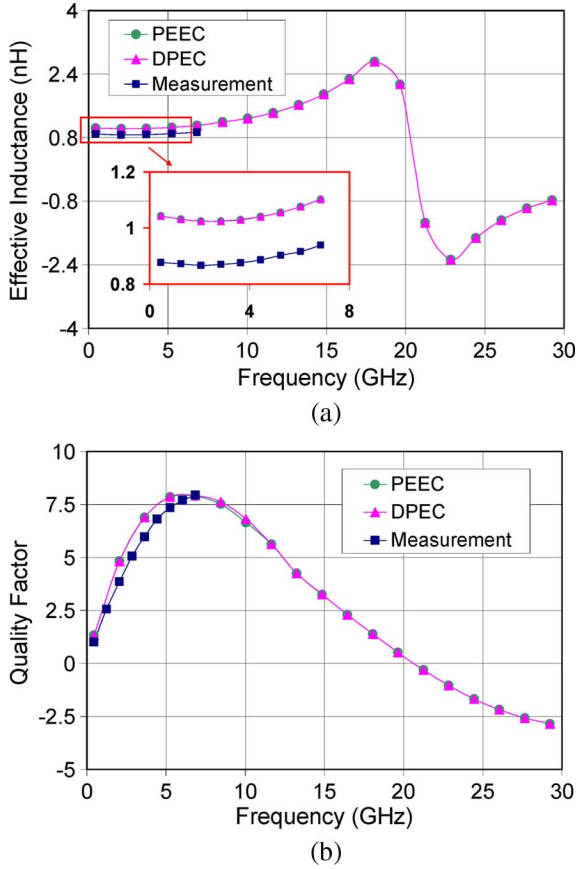 4
2.4
0.8
-0.8
-2.4
-4
Effective Inductance (nH)
PEEC
DPEC
Measurement
1.2
1
0.8
0 4 8
0 5 10 15 20 25 30
Frequency (GHz)
(a)
10
7.5
5
2.5
0
-2.5
-5
Quality Factor
PEEC
DPEC
Measurement
0 5 10 15 20 25 30
Frequency (GHz)
(b)